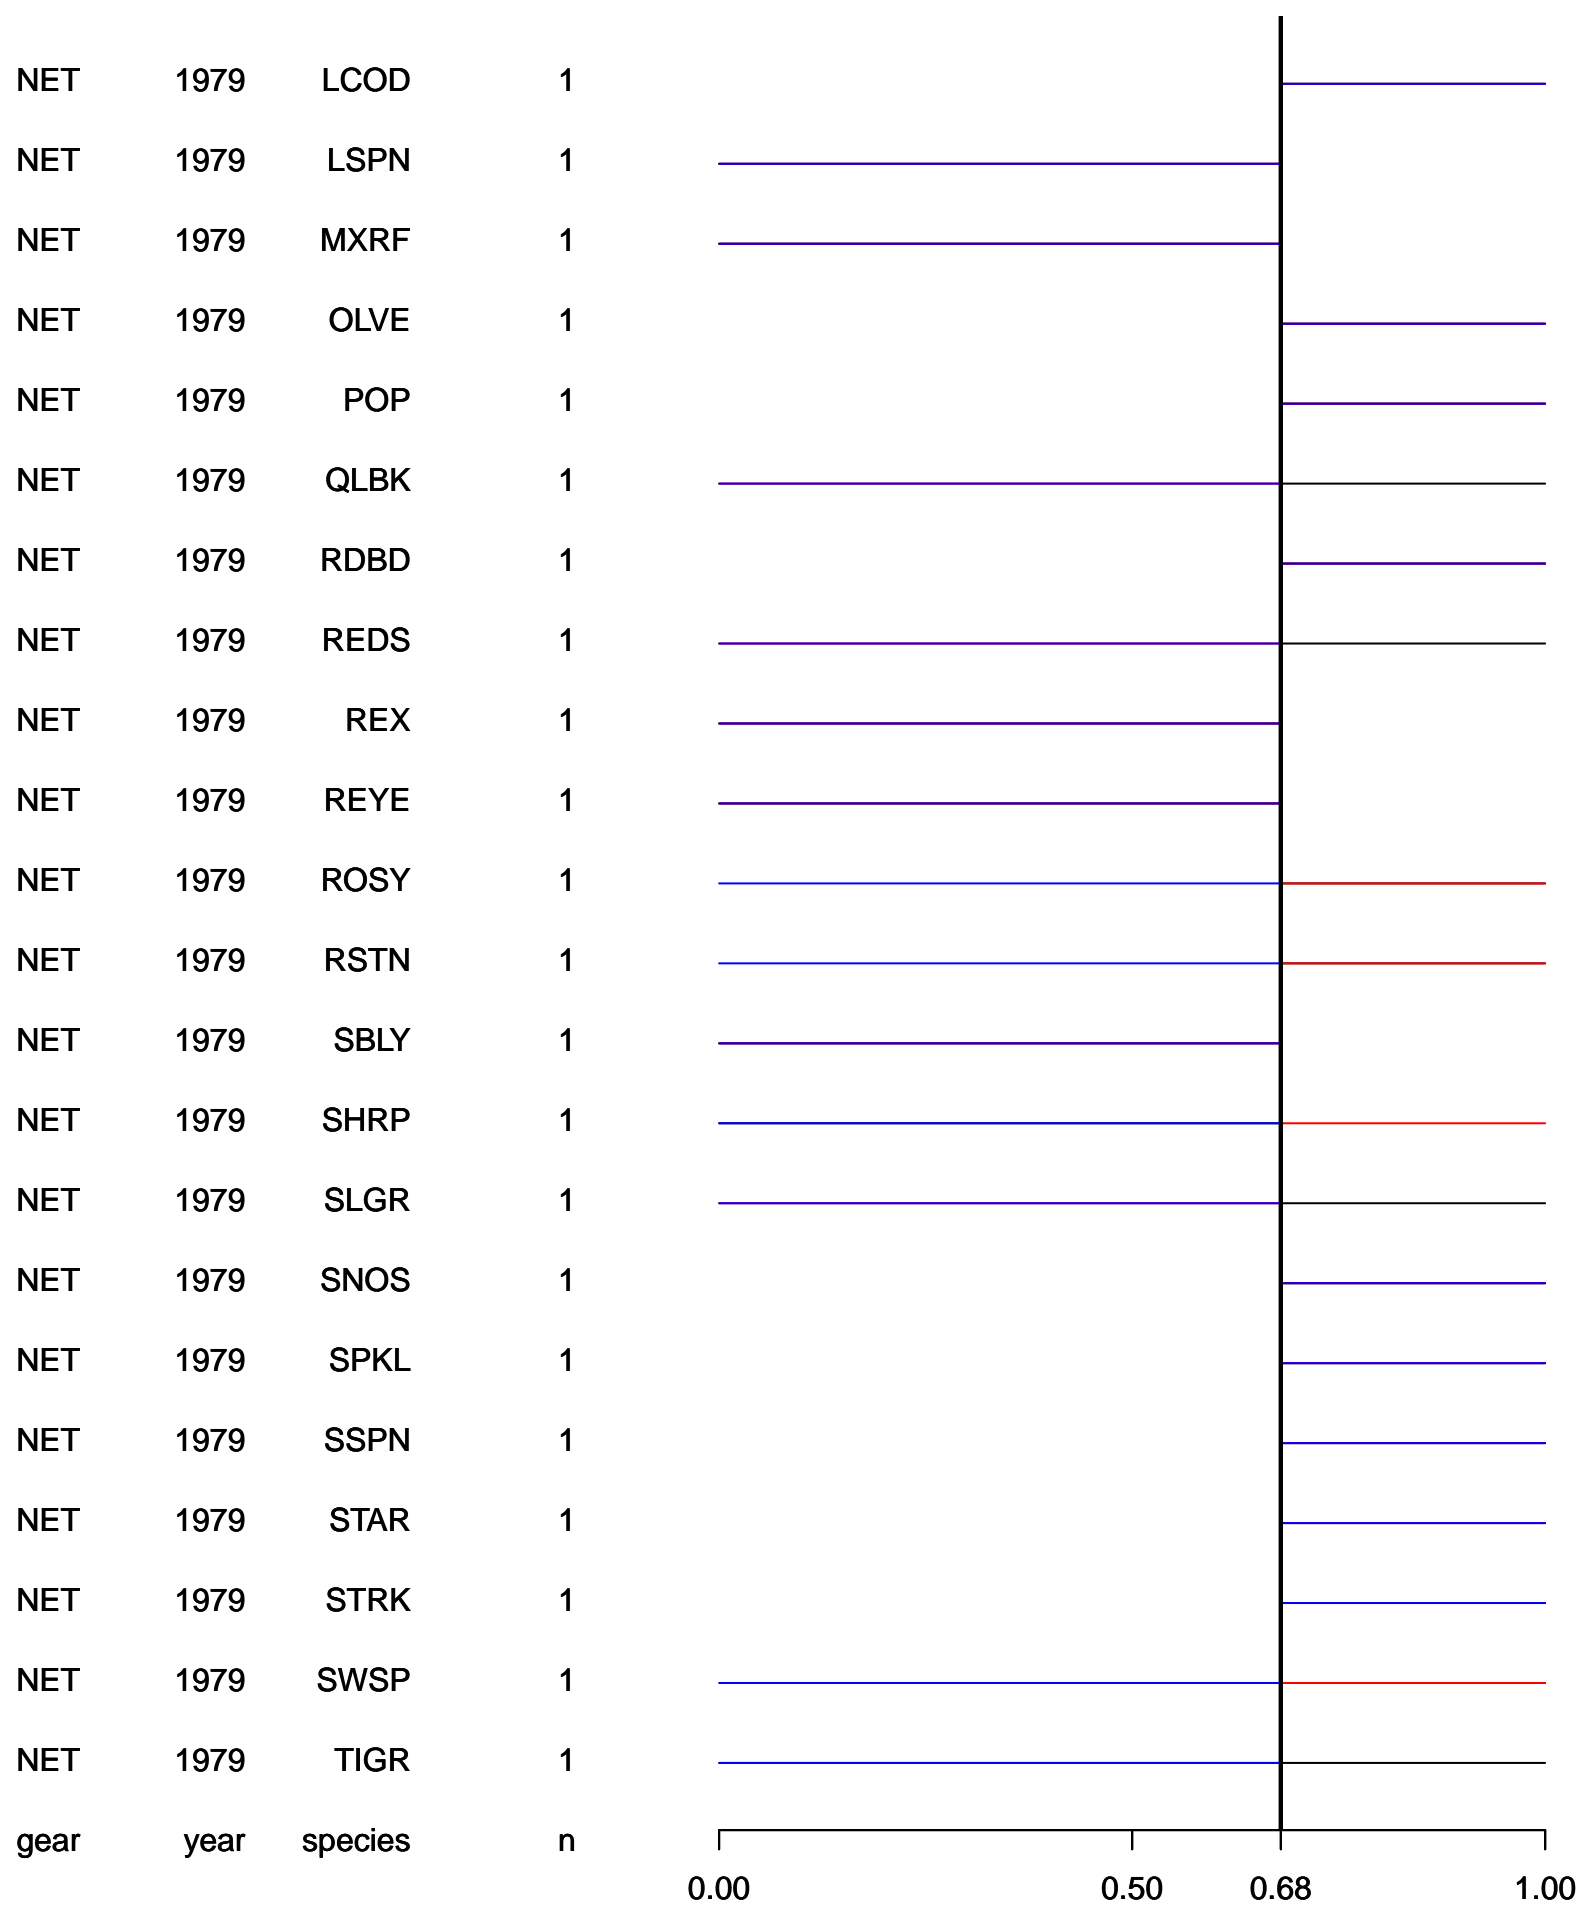 NET 1979 LCOD 1
NET 1979 LSPN 1
NET 1979 MXRF 1
NET 1979 OLVE 1
NET 1979 POP 1
NET 1979 QLBK 1
NET 1979 RDBD 1
NET 1979 REDS 1
NET 1979 REX 1
NET 1979 REYE 1
NET 1979 ROSY 1
NET 1979 RSTN 1
NET 1979 SBLY 1
NET 1979 SHRP 1
NET 1979 SLGR 1
NET 1979 SNOS 1
NET 1979 SPKL 1
NET 1979 SSPN 1
NET 1979 STAR 1
NET 1979 STRK 1
NET 1979 SWSP 1
NET 1979 TIGR 1
gear year species n
0.00 0.50 0.68 1.00